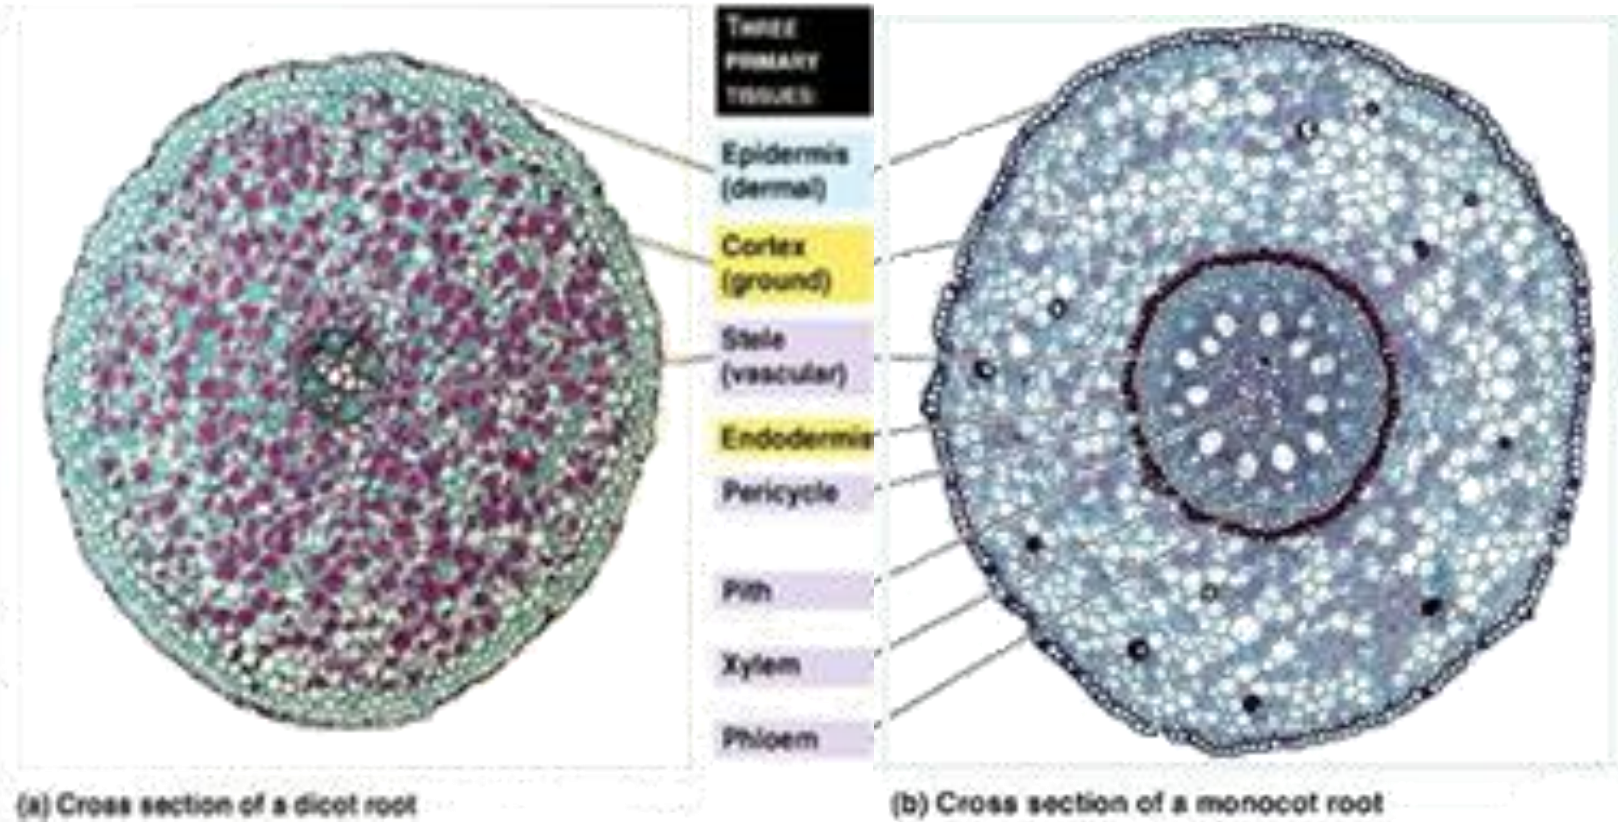 THREE
PRIMARY
TISSUES:
Epidermis
(dermal)
Cortex
(ground)
Stele
(vascular)
Endodermis
Pericycle
Pith
Xylem
Phloem
(a) Cross section of a dicot root
(b) Cross section of a monocot root